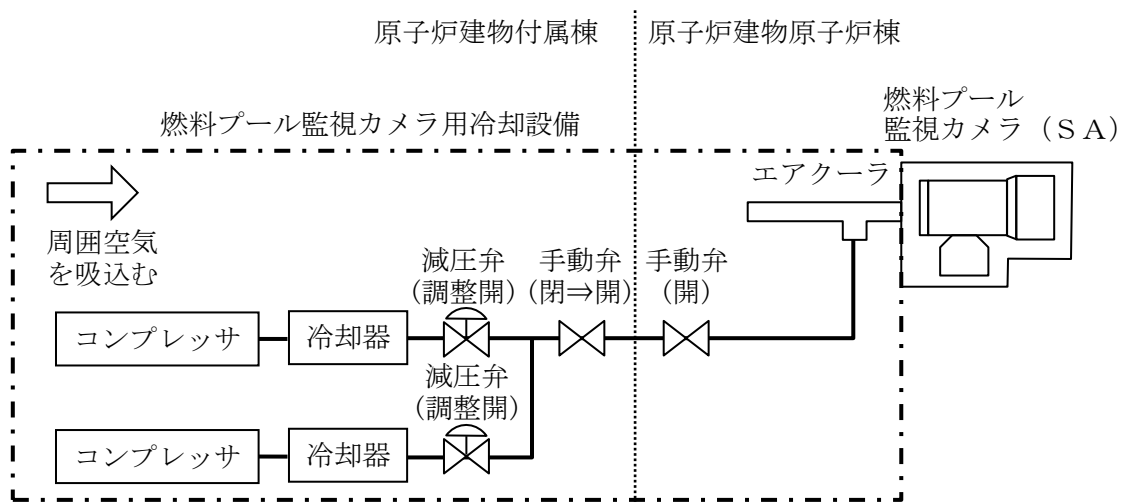 原子炉建物付属棟
原子炉建物原子炉棟
燃料プール
監視カメラ（ＳＡ）
燃料プール監視カメラ用冷却設備
エアクーラ
周囲空気
を吸込む
減圧弁
（調整開）
手動弁
（閉⇒開）
手動弁
（開）
コンプレッサ
冷却器
減圧弁
（調整開）
コンプレッサ
冷却器